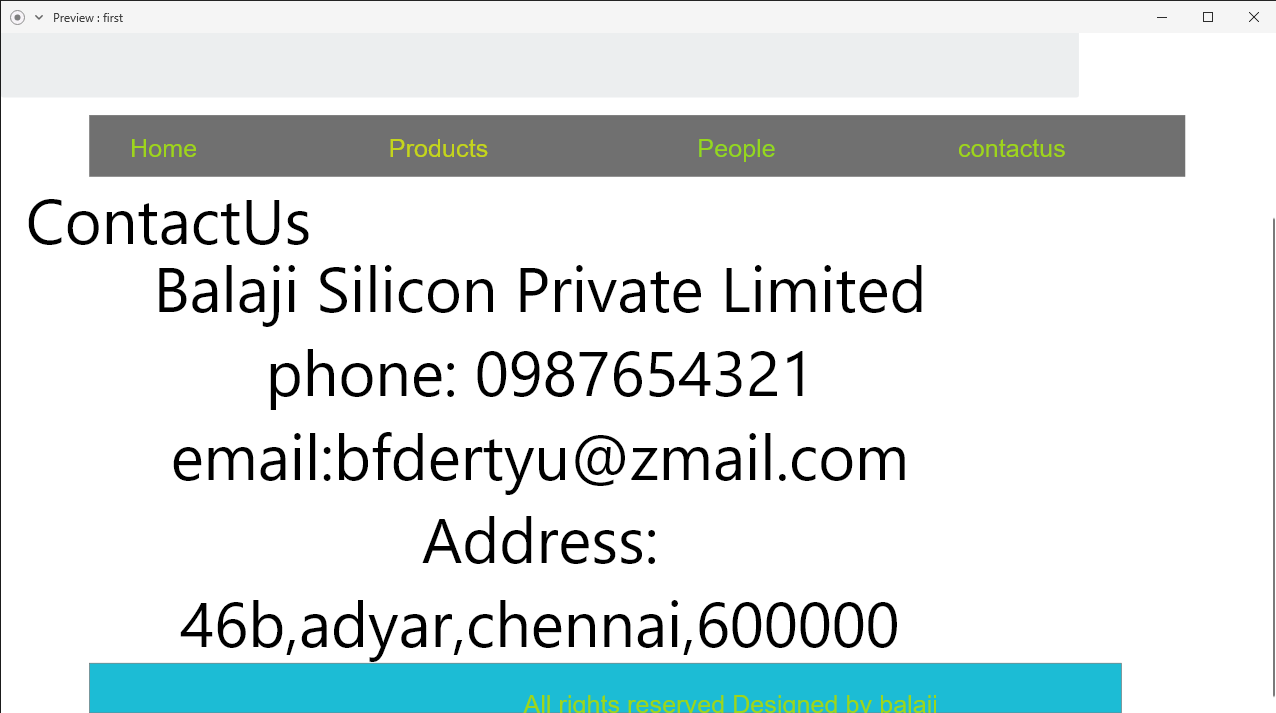 Preview : first
Home Products People contactus
ContactUs
Balaji Silicon Private Limited
phone: 0987654321
email:bfdertyu@zmail.com
Address:
46b,adyar,chennai,600000
All rights reserved Designed by balaji